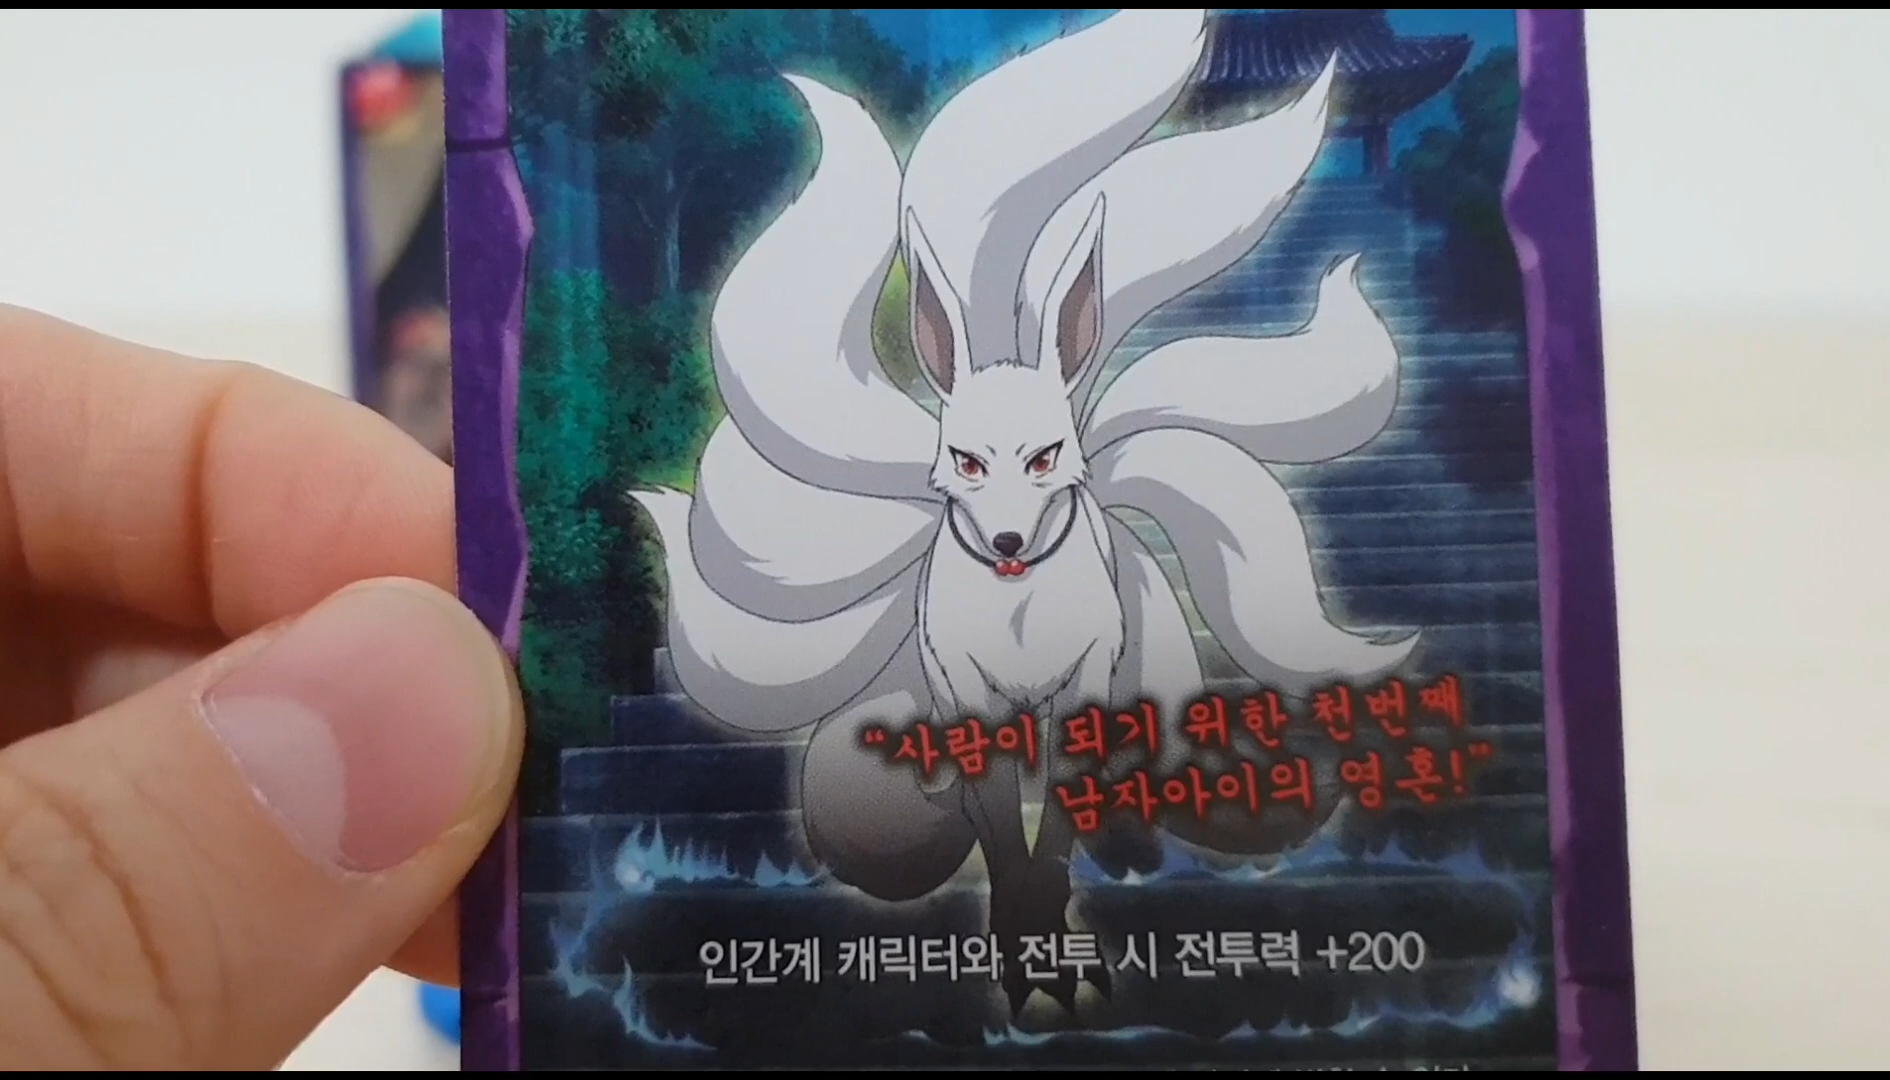 “사람이 되기 위한 천번째
남자아이의 영혼!”
인간계 캐릭터와 전투 시 전투력 +200